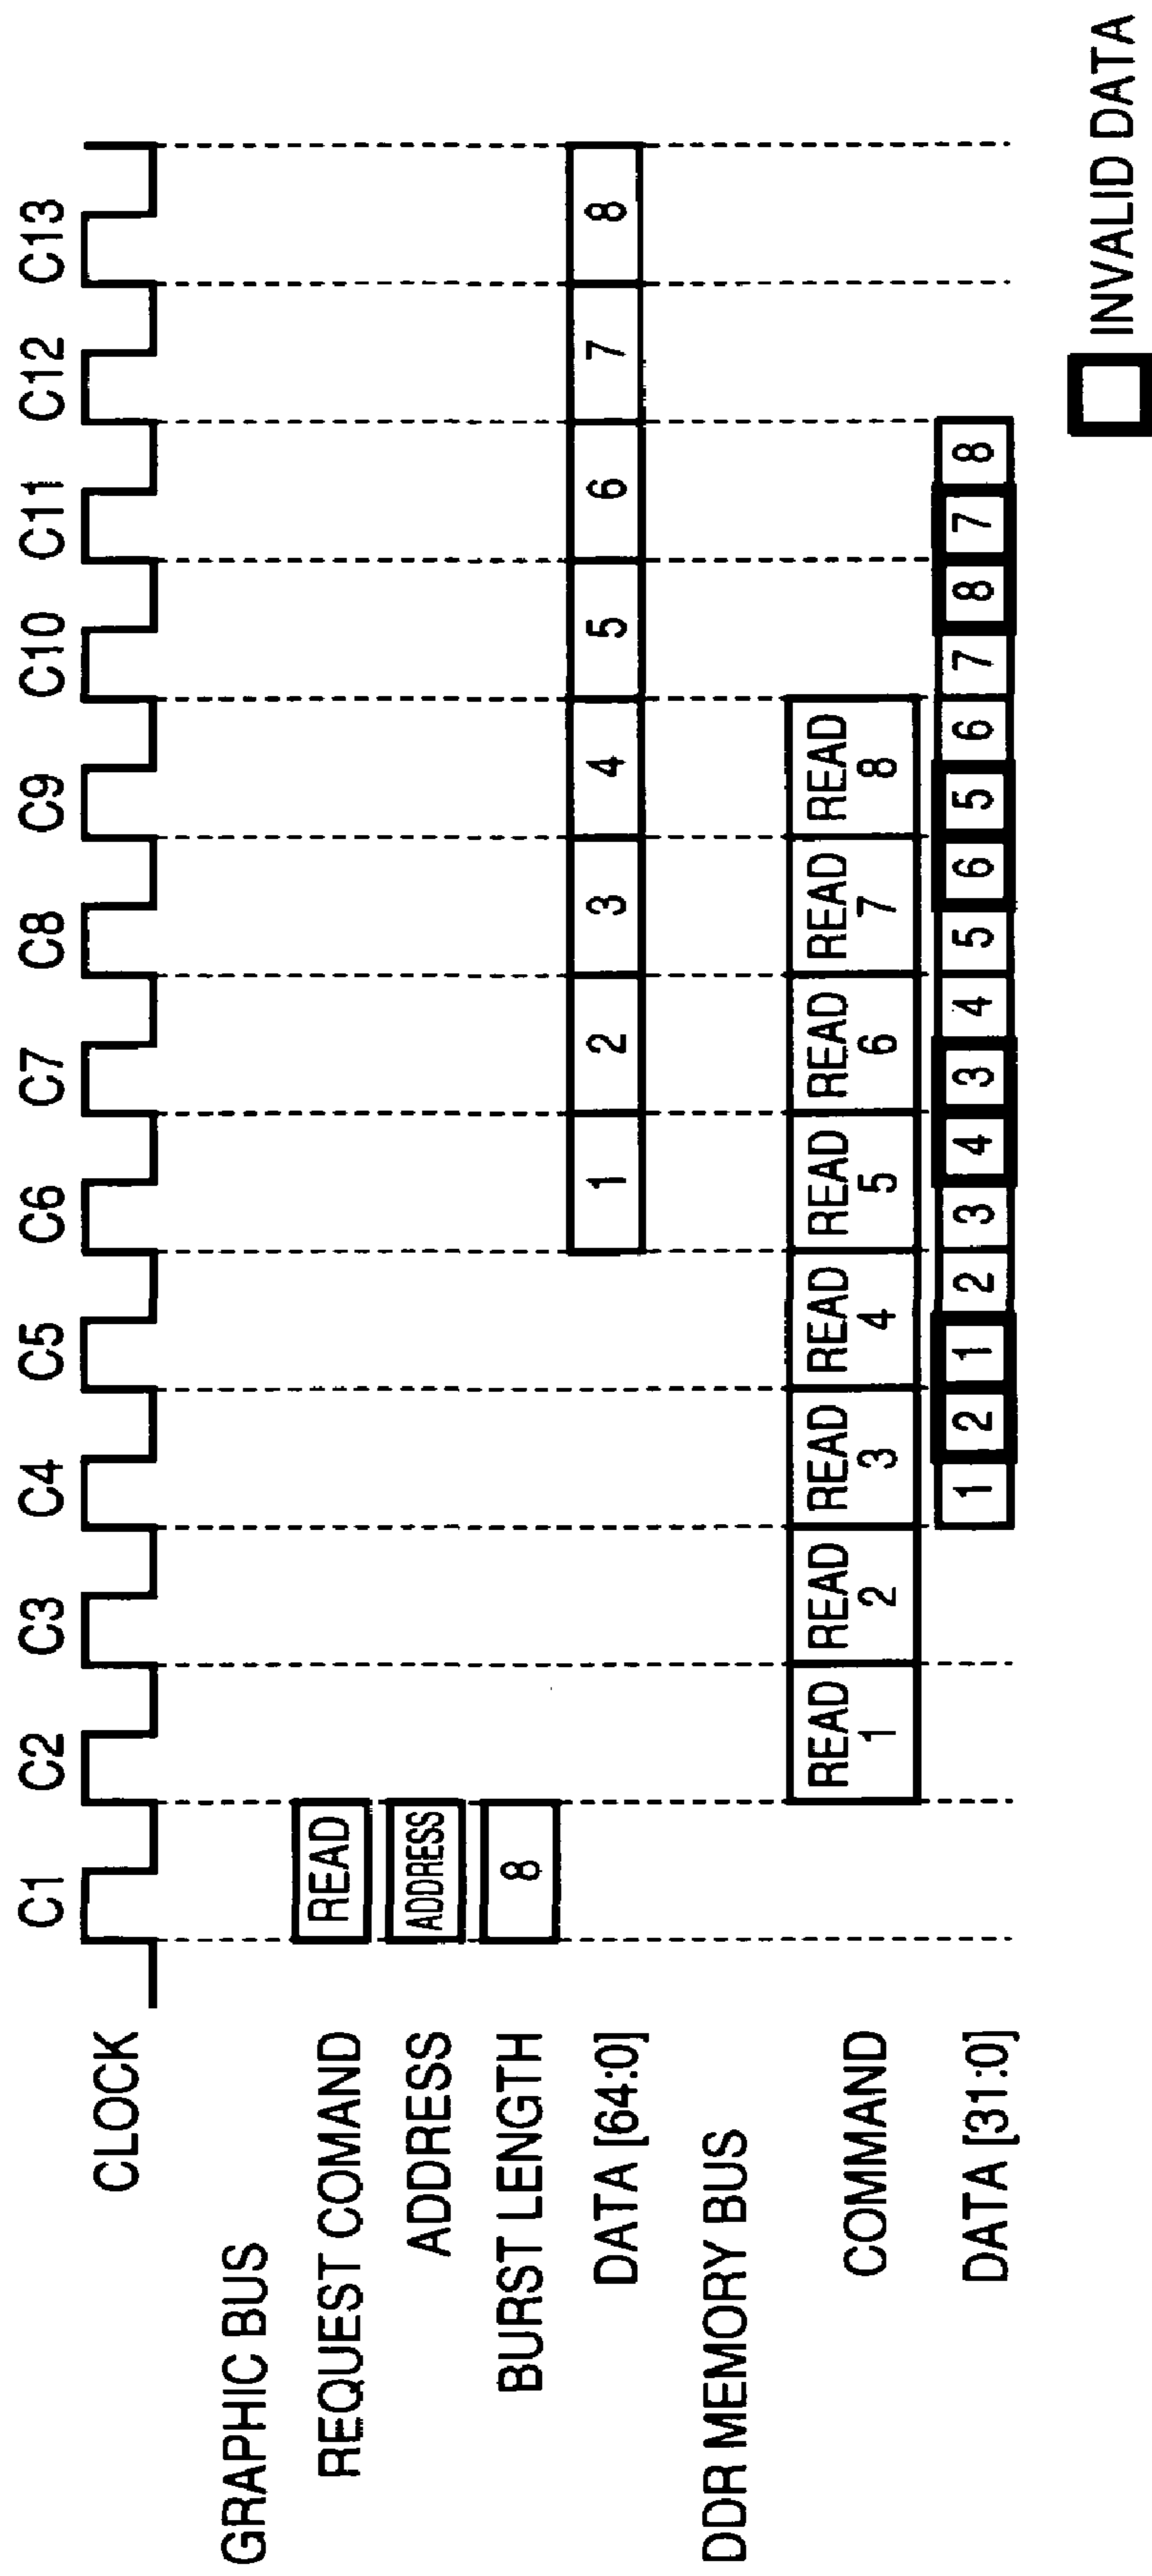 C1 C2 C3 C4 C5 C6 C7 C8 C9 C10 C11 C12 C13
CLOCK
GRAPHIC BUS
REQUEST COMAND READ
ADDRESS ADDRESS
BURST LENGTH 8
DATA [64:0] 1 2 3 4 5 6 7 8
DDR MEMORY BUS
COMMAND READ 1 READ 2 READ 3 READ 4 READ 5 READ 6 READ 7 READ 8
DATA [31:0] 1 2 1 2 3 4 3 4 5 6 5 6 7 8 7 8
INVALID DATA